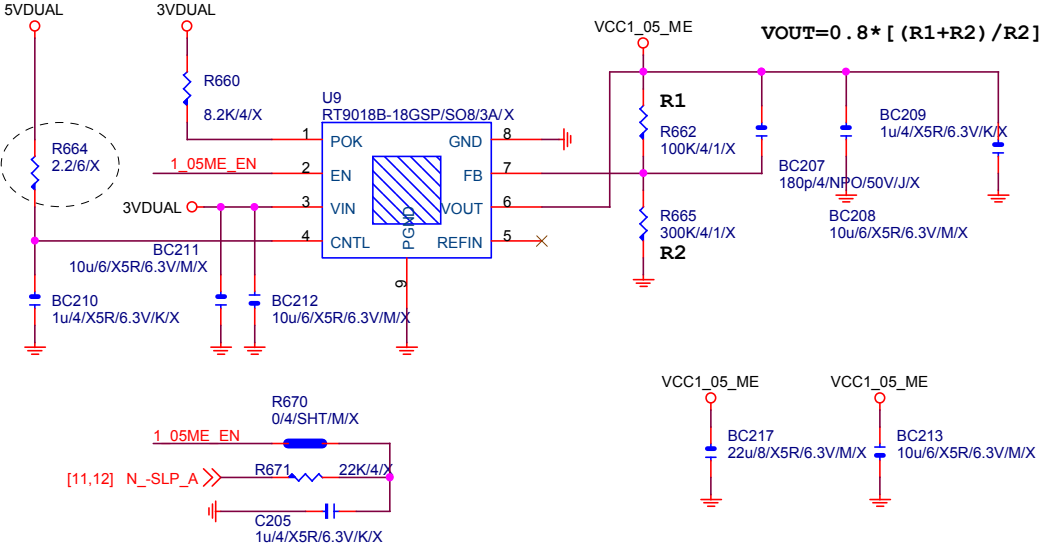 5VDUAL
3VDUAL
VCC1_05_ME
VOUT=0.8*[(R1+R2)/R2]
R660
8.2K/4/X
U9
RT9018B-18GSP/SO8/3A/X
R664
2.2/6/X
1_05ME_EN
3VDUAL
1
POK
2
EN
3
VIN
4
CNTL
GND
8
FB
7
VOUT
6
REFIN
5
PGND
9
R1
R662
100K/4/1/X
R665
300K/4/1/X
R2
BC207
180p/4/NPO/50V/J/X
BC209
1u/4/X5R/6.3V/K/X
BC208
10u/6/X5R/6.3V/M/X
BC211
10u/6/X5R/6.3V/M/X
BC210
1u/4/X5R/6.3V/K/X
BC212
10u/6/X5R/6.3V/M/X
R670
0/4/SHT/M/X
1_05ME_EN
[11,12] N_-SLP_A
R671
22K/4/X
C205
1u/4/X5R/6.3V/K/X
VCC1_05_ME
BC217
22u/8/X5R/6.3V/M/X
VCC1_05_ME
BC213
10u/6/X5R/6.3V/M/X